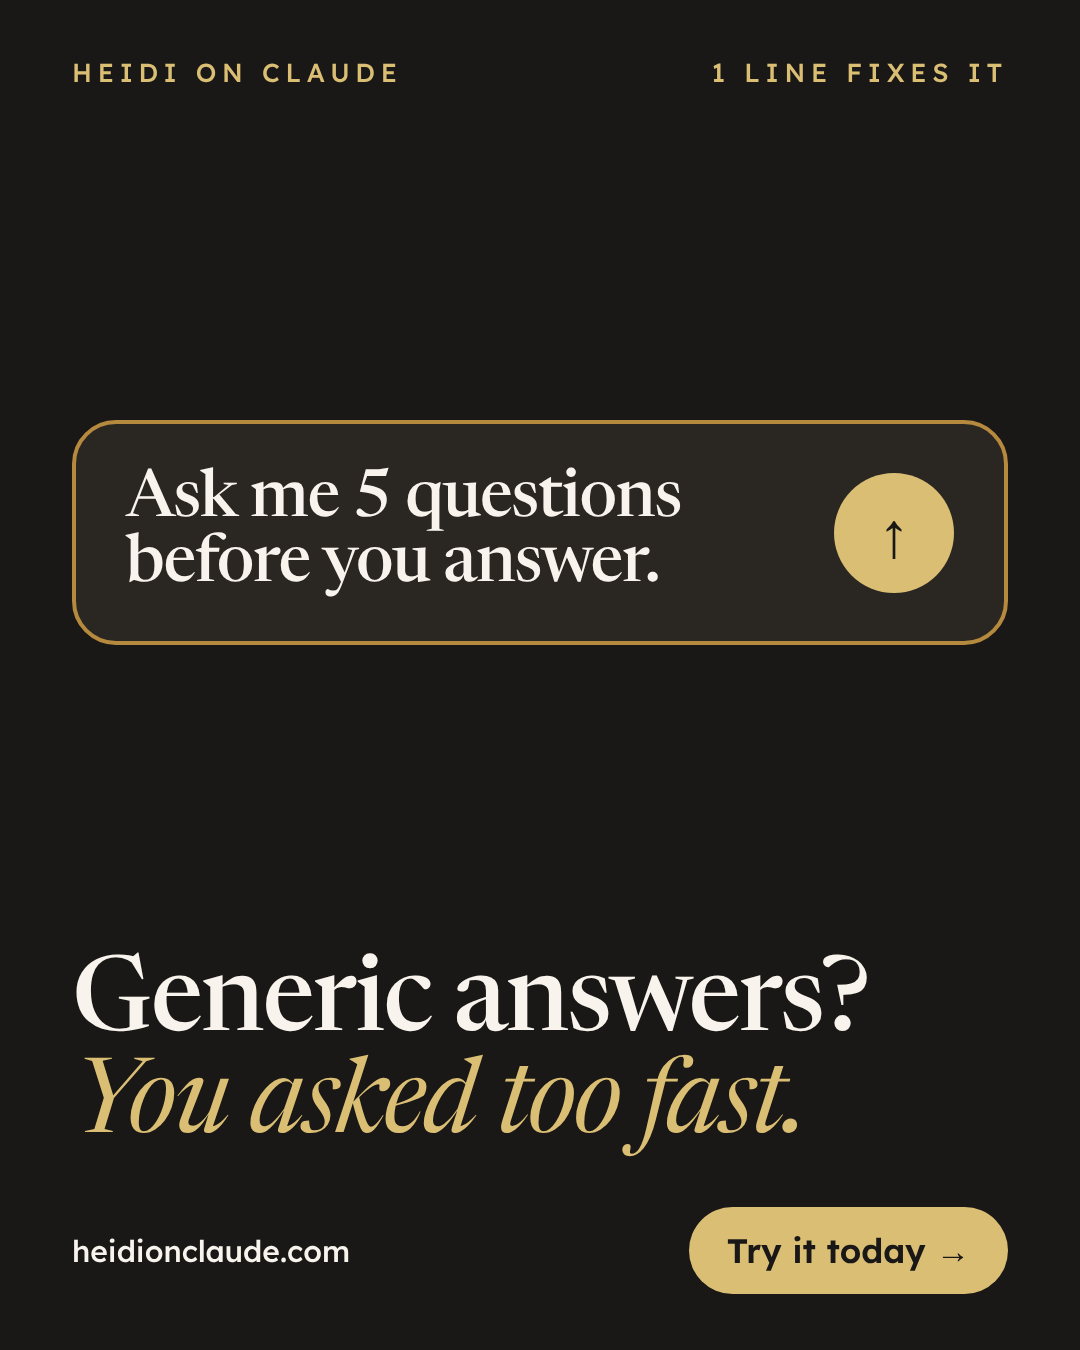 HEIDI ON CLAUDE
1 LINE FIXES IT
Ask me 5 questions
before you answer.
↑
Generic answers?
You asked too fast.
heidionclaude.com
Try it today →